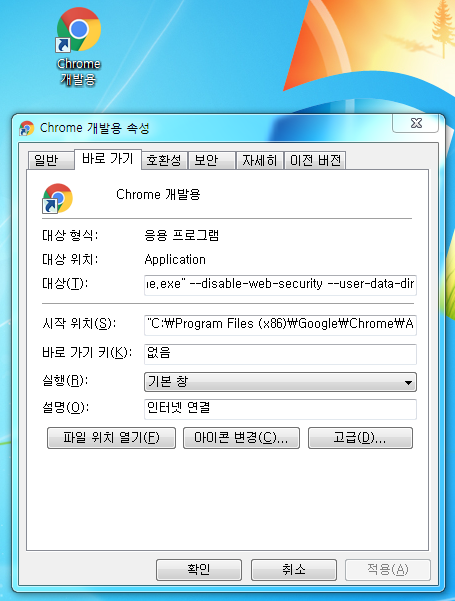 Chrome
개발용
Chrome 개발용 속성
일반 바로 가기 호환성 보안 자세히 이전 버전
Chrome 개발용
대상 형식: 응용 프로그램
대상 위치: Application
대상(T): ıe.exe" --disable-web-security --user-data-dir
시작 위치(S): "C:₩Program Files (x86)₩Google₩Chrome₩A
바로 가기 키(K): 없음
실행(R): 기본 창
설명(O): 인터넷 연결
파일 위치 열기(F) 아이콘 변경(C)... 고급(D)...
확인 취소 적용(A)